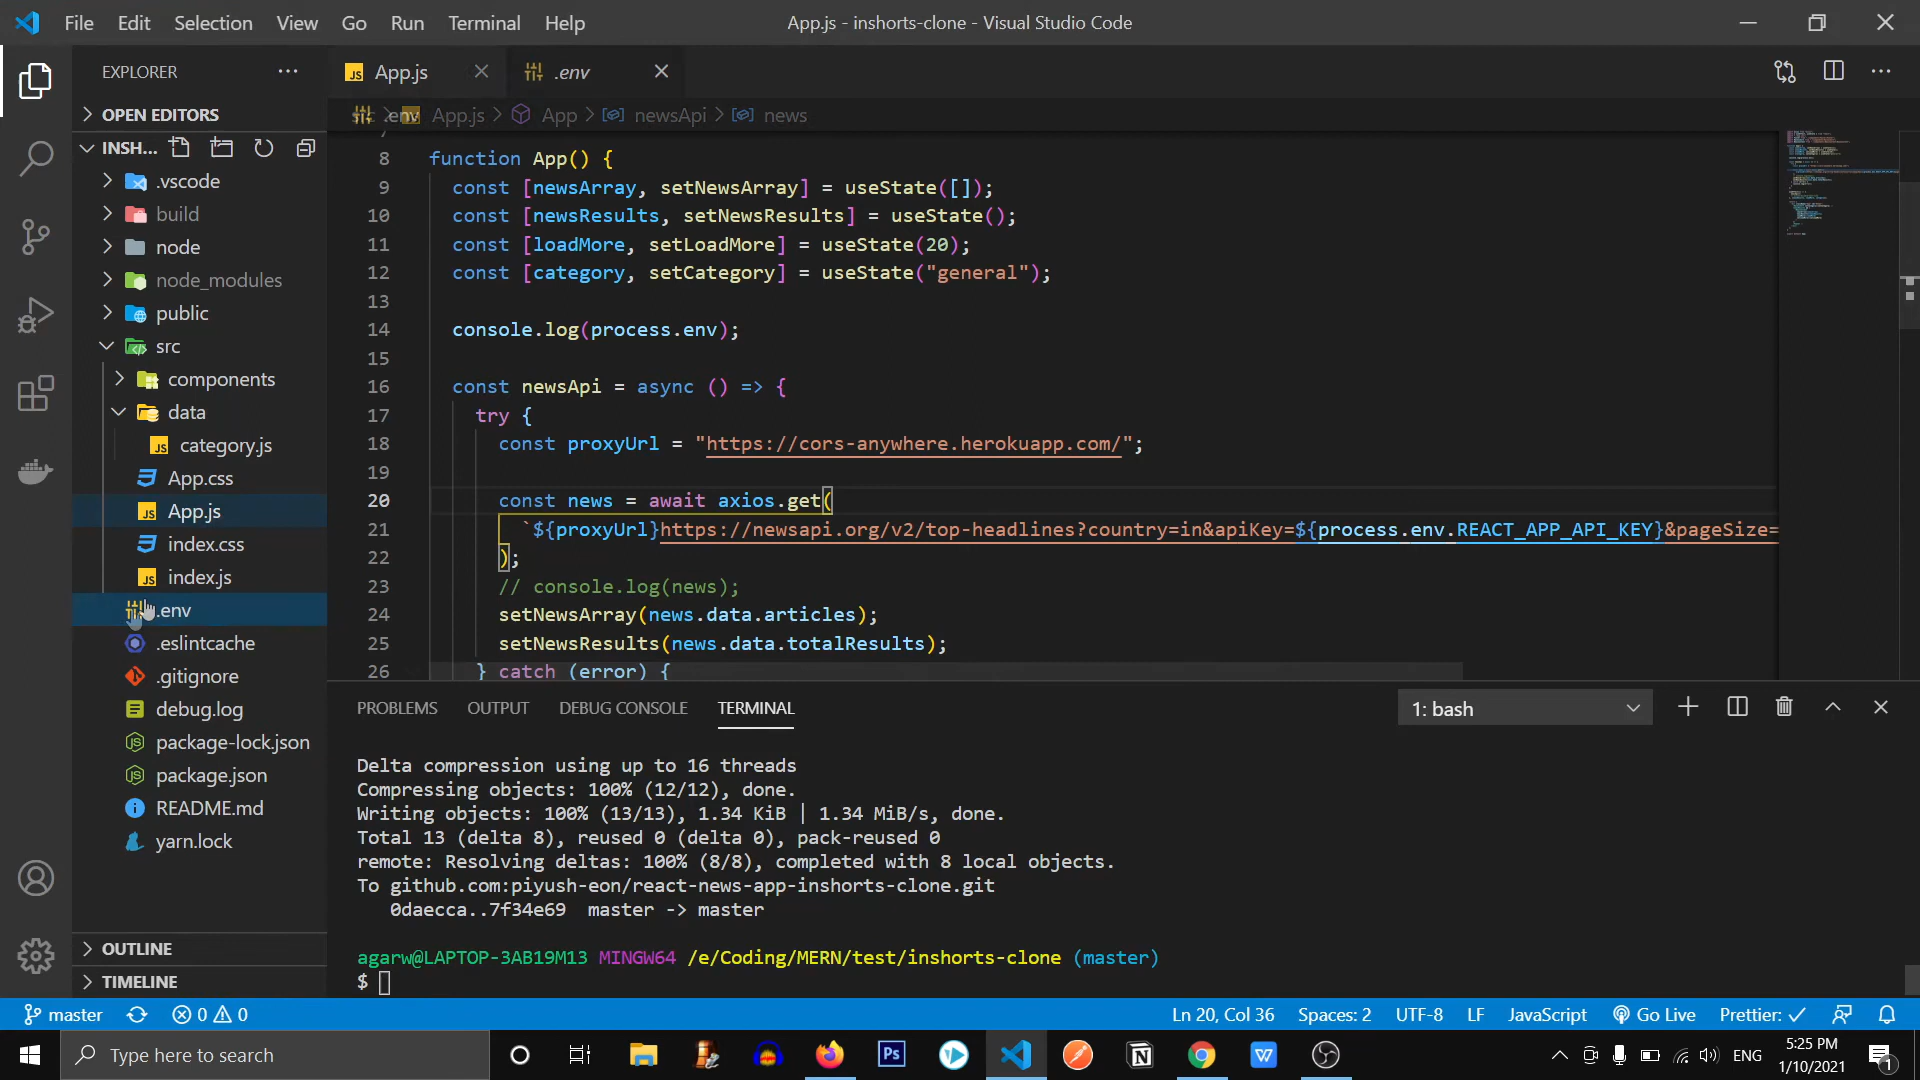 File Edit Selection View Go Run Terminal Help
App.js - inshorts-clone - Visual Studio Code
EXPLORER
OPEN EDITORS
INSH...
.vscode
build
node
node_modules
public
src
components
data
category.js
App.css
App.js
index.css
index.js
.env
.eslintcache
.gitignore
debug.log
package-lock.json
package.json
README.md
yarn.lock
OUTLINE
TIMELINE
App.js
.env
.env App.js > App > newsApi > news
8 function App() {
9 const [newsArray, setNewsArray] = useState([]);
10 const [newsResults, setNewsResults] = useState();
11 const [loadMore, setLoadMore] = useState(20);
12 const [category, setCategory] = useState("general");
13
14 console.log(process.env);
15
16 const newsApi = async () => {
17 try {
18 const proxyUrl = "https://cors-anywhere.herokuapp.com/";
19
20 const news = await axios.get(
21 `${proxyUrl}https://newsapi.org/v2/top-headlines?country=in&apiKey=${process.env.REACT_APP_API_KEY}&pageSize=
22 );
23 // console.log(news);
24 setNewsArray(news.data.articles);
25 setNewsResults(news.data.totalResults);
26 } catch (error) {
PROBLEMS OUTPUT DEBUG CONSOLE TERMINAL
1: bash
Delta compression using up to 16 threads
Compressing objects: 100% (12/12), done.
Writing objects: 100% (13/13), 1.34 KiB | 1.34 MiB/s, done.
Total 13 (delta 8), reused 0 (delta 0), pack-reused 0
remote: Resolving deltas: 100% (8/8), completed with 8 local objects.
To github.com:piyush-eon/react-news-app-inshorts-clone.git
0daecca..7f34e69 master -> master
agarw@LAPTOP-3AB19M13 MINGW64 /e/Coding/MERN/test/inshorts-clone (master)
$
master 0 0
Ln 20, Col 36 Spaces: 2 UTF-8 LF JavaScript Go Live Prettier: ✓
Type here to search
Ps
ENG
5:25 PM
1/10/2021
1